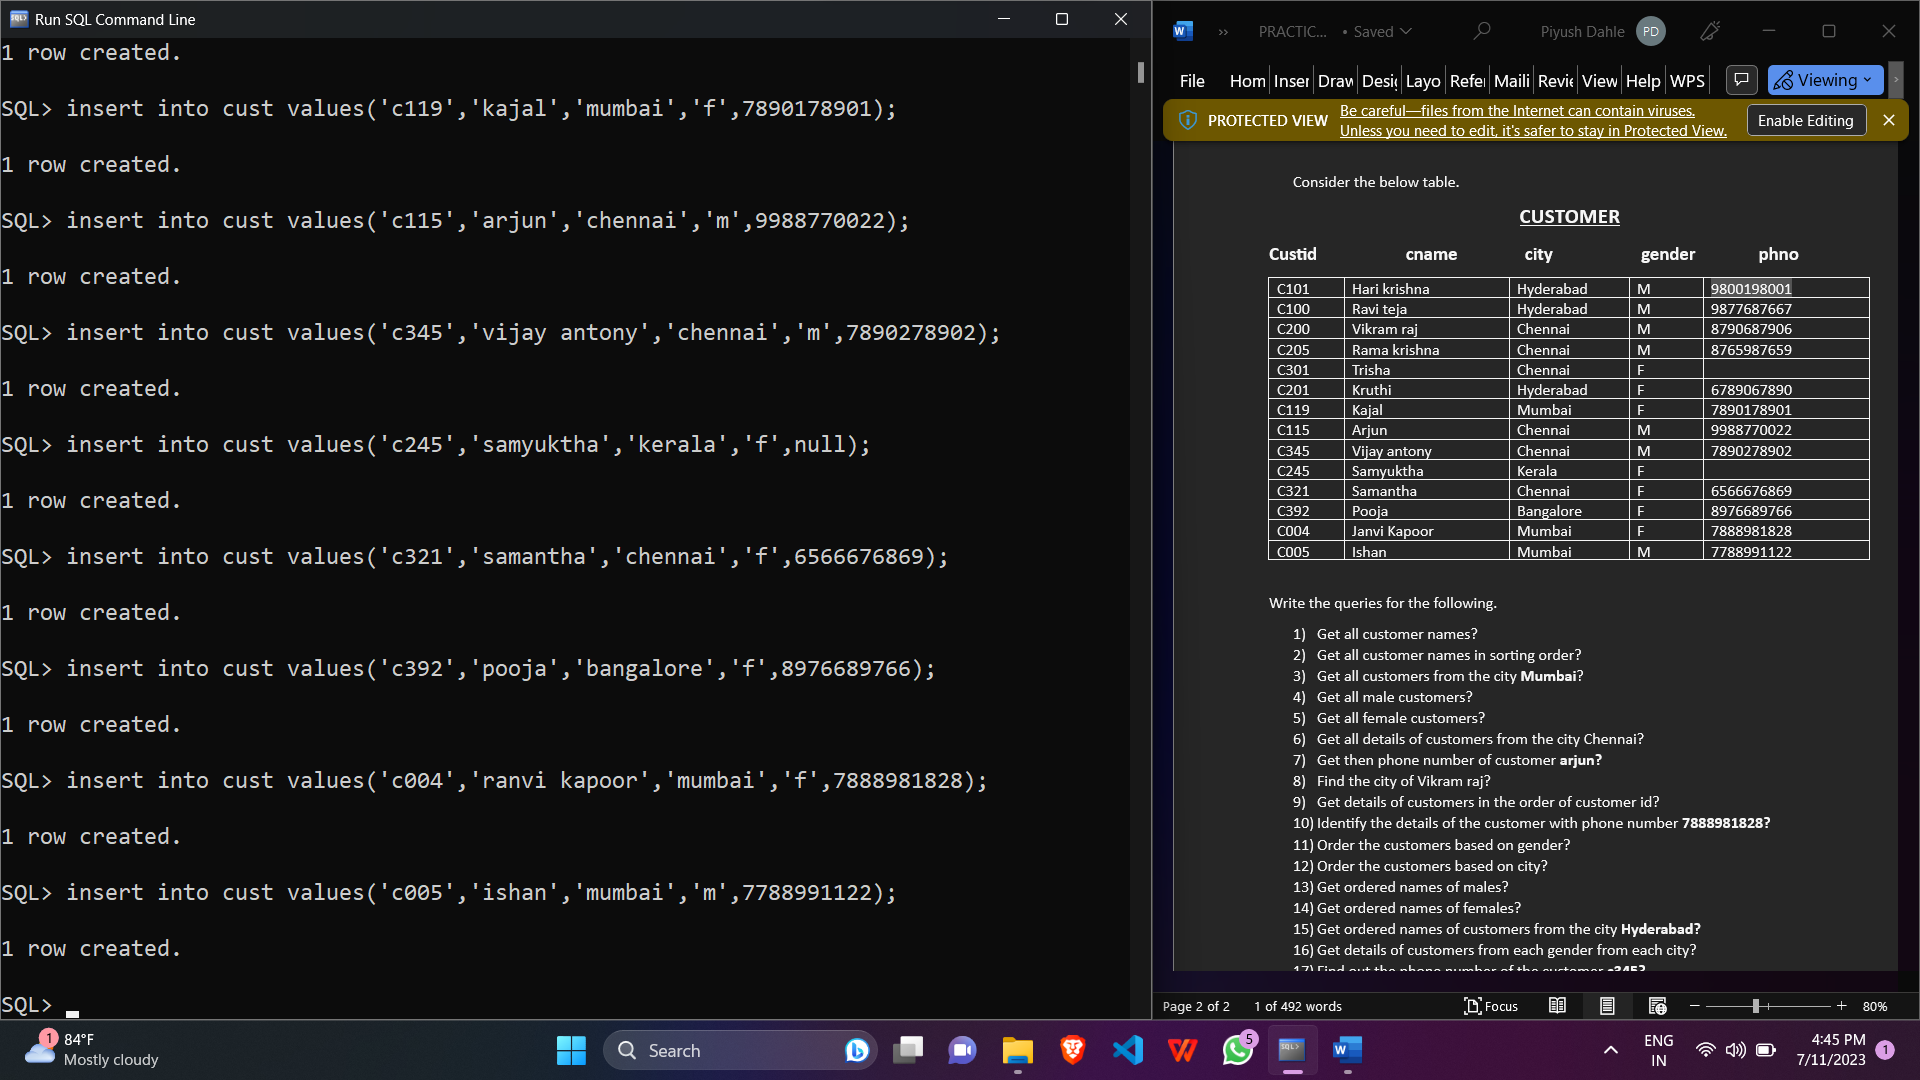 Run SQL Command Line
1 row created.
SQL> insert into cust values('c119','kajal','mumbai','f',7890178901);
1 row created.
SQL> insert into cust values('c115','arjun','chennai','m',9988770022);
1 row created.
SQL> insert into cust values('c345','vijay antony','chennai','m',7890278902);
1 row created.
SQL> insert into cust values('c245','samyuktha','kerala','f',null);
1 row created.
SQL> insert into cust values('c321','samantha','chennai','f',6566676869);
1 row created.
SQL> insert into cust values('c392','pooja','bangalore','f',8976689766);
1 row created.
SQL> insert into cust values('c004','ranvi kapoor','mumbai','f',7888981828);
1 row created.
SQL> insert into cust values('c005','ishan','mumbai','m',7788991122);
1 row created.
SQL>
PRACTIC... • Saved Piyush Dahle PD
File Hom Inser Draw Desig Layo Refe Maili Revie View Help WPS Viewing
PROTECTED VIEW Be careful—files from the Internet can contain viruses.
Unless you need to edit, it's safer to stay in Protected View. Enable Editing
Consider the below table.
CUSTOMER
Custid cname city gender phno
C101 Hari krishna Hyderabad M 9800198001
C100 Ravi teja Hyderabad M 9877687667
C200 Vikram raj Chennai M 8790687906
C205 Rama krishna Chennai M 8765987659
C301 Trisha Chennai F
C201 Kruthi Hyderabad F 6789067890
C119 Kajal Mumbai F 7890178901
C115 Arjun Chennai M 9988770022
C345 Vijay antony Chennai M 7890278902
C245 Samyuktha Kerala F
C321 Samantha Chennai F 6566676869
C392 Pooja Bangalore F 8976689766
C004 Janvi Kapoor Mumbai F 7888981828
C005 Ishan Mumbai M 7788991122
Write the queries for the following.
1) Get all customer names?
2) Get all customer names in sorting order?
3) Get all customers from the city Mumbai?
4) Get all male customers?
5) Get all female customers?
6) Get all details of customers from the city Chennai?
7) Get then phone number of customer arjun?
8) Find the city of Vikram raj?
9) Get details of customers in the order of customer id?
10) Identify the details of the customer with phone number 7888981828?
11) Order the customers based on gender?
12) Order the customers based on city?
13) Get ordered names of males?
14) Get ordered names of females?
15) Get ordered names of customers from the city Hyderabad?
16) Get details of customers from each gender from each city?
17) Find out the phone number of the customer c345?
Page 2 of 2 1 of 492 words Focus 80%
1 84°F
Mostly cloudy
Search
5
ENG
IN
4:45 PM
7/11/2023
1